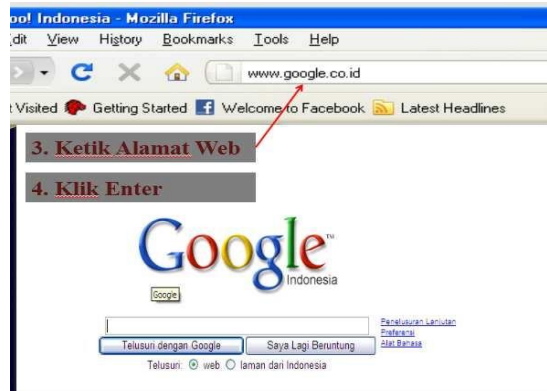 oo! Indonesia - Mozilla Firefox
dit View History Bookmarks Tools Help
www.google.co.id
t Visited Getting Started Welcome to Facebook Latest Headlines
3. Ketik Alamat Web
4. Klik Enter
Google™
Indonesia
Google
Penelusuran Lanjutan
Preferensi
Alat Bahasa
Telusuri dengan Google Saya Lagi Beruntung
Telusuri: web laman dari Indonesia